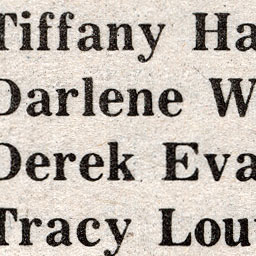 Tiffany Ha
Darlene W
Derek Eva
Tracy Lou